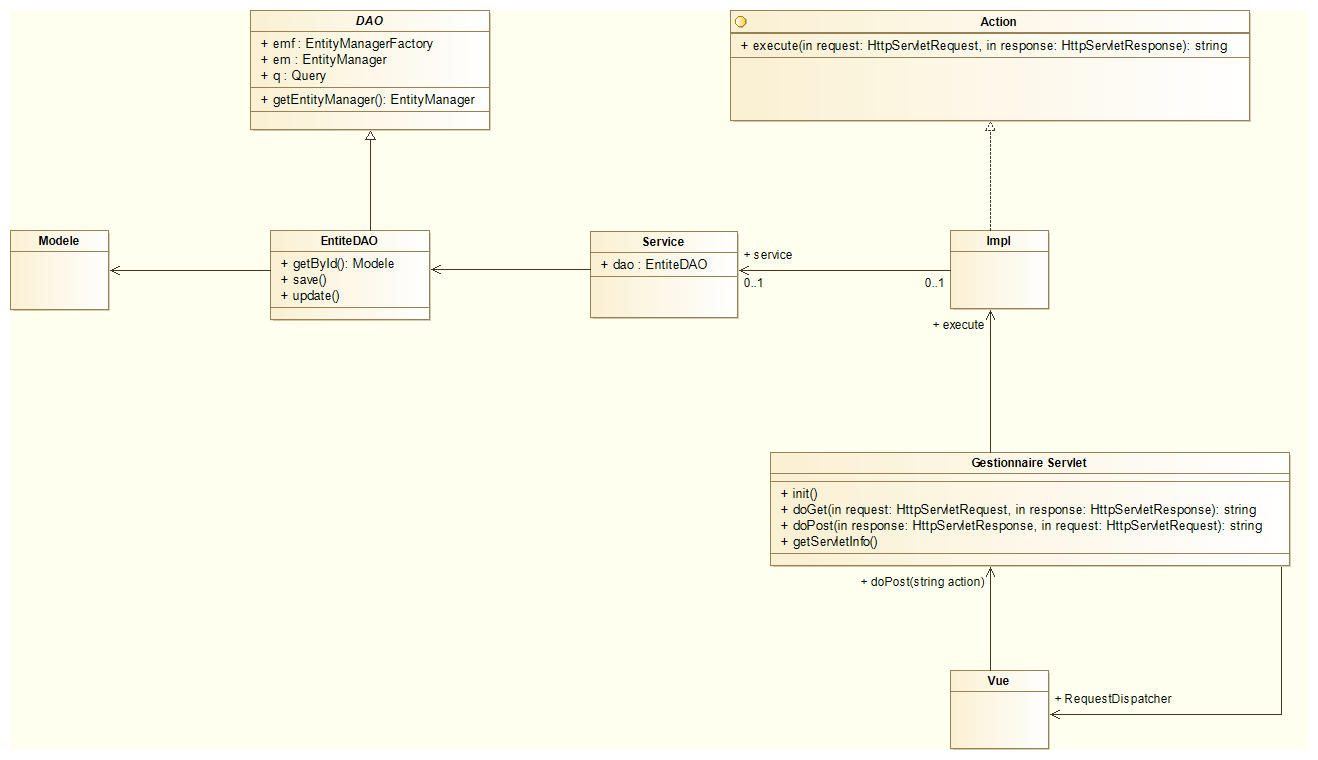 DAO
+ emf : EntityManagerFactory
+ em : EntityManager
+ q : Query
+ getEntityManager(): EntityManager
Action
+ execute(in request: HttpServletRequest, in response: HttpServletResponse): string
Modele
EntiteDAO
+ getById(): Modele
+ save()
+ update()
Service
+ dao : EntiteDAO
+ service
0..1
0..1
Impl
+ execute
Gestionnaire Servlet
+ init()
+ doGet(in request: HttpServletRequest, in response: HttpServletResponse): string
+ doPost(in response: HttpServletResponse, in request: HttpServletRequest): string
+ getServletInfo()
+ doPost(string action)
Vue
+ RequestDispatcher